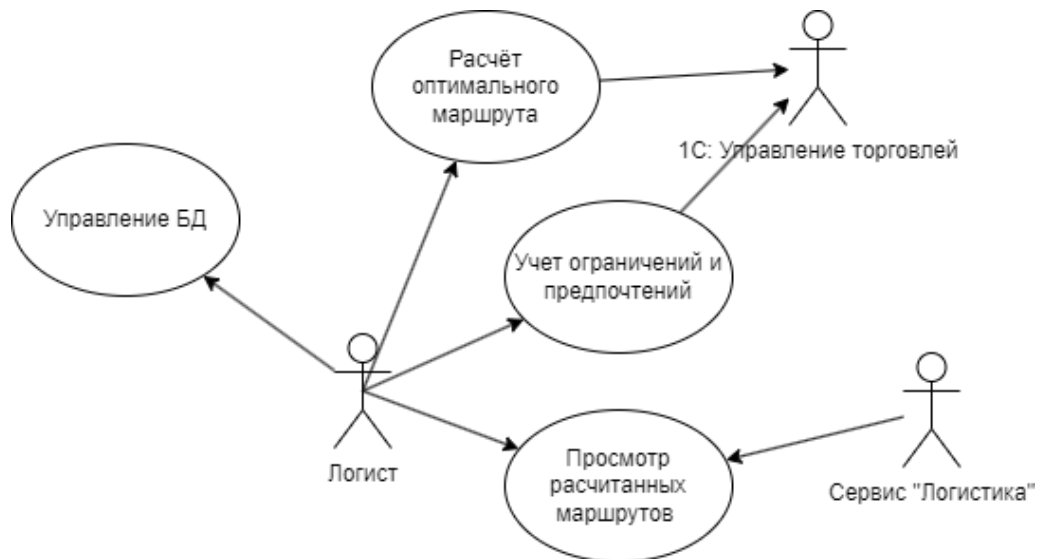 Расчёт
оптимального
маршрута
1С: Управление торговлей
Управление БД
Учет ограничений и
предпочтений
Логист
Просмотр
расчитанных
маршрутов
Сервис "Логистика"